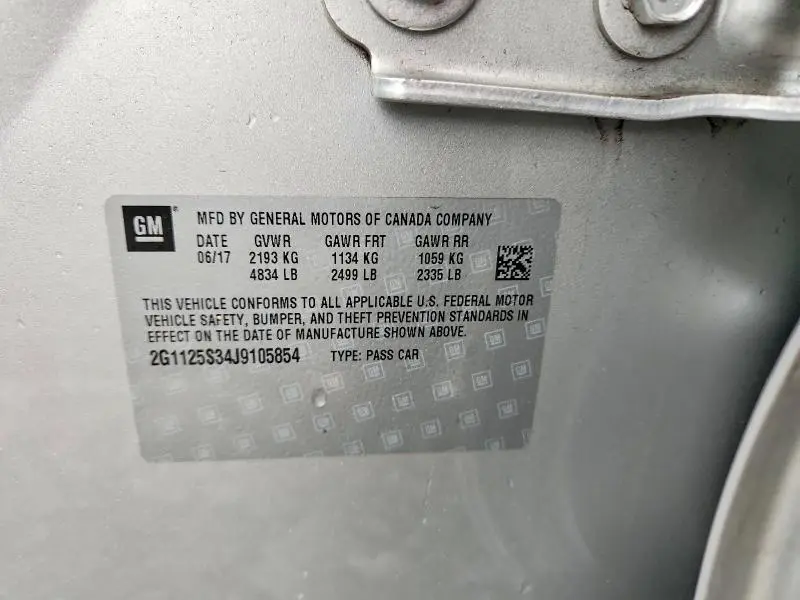 GM
MFD BY GENERAL MOTORS OF CANADA COMPANY
DATE GVWR GAWR FRT GAWR RR
06/17 2193 KG 1134 KG 1059 KG
4834 LB 2499 LB 2335 LB
THIS VEHICLE CONFORMS TO ALL APPLICABLE U.S. FEDERAL MOTOR
VEHICLE SAFETY, BUMPER, AND THEFT PREVENTION STANDARDS IN
EFFECT ON THE DATE OF MANUFACTURE SHOWN ABOVE.
2G1125S34J9105854 TYPE: PASS CAR